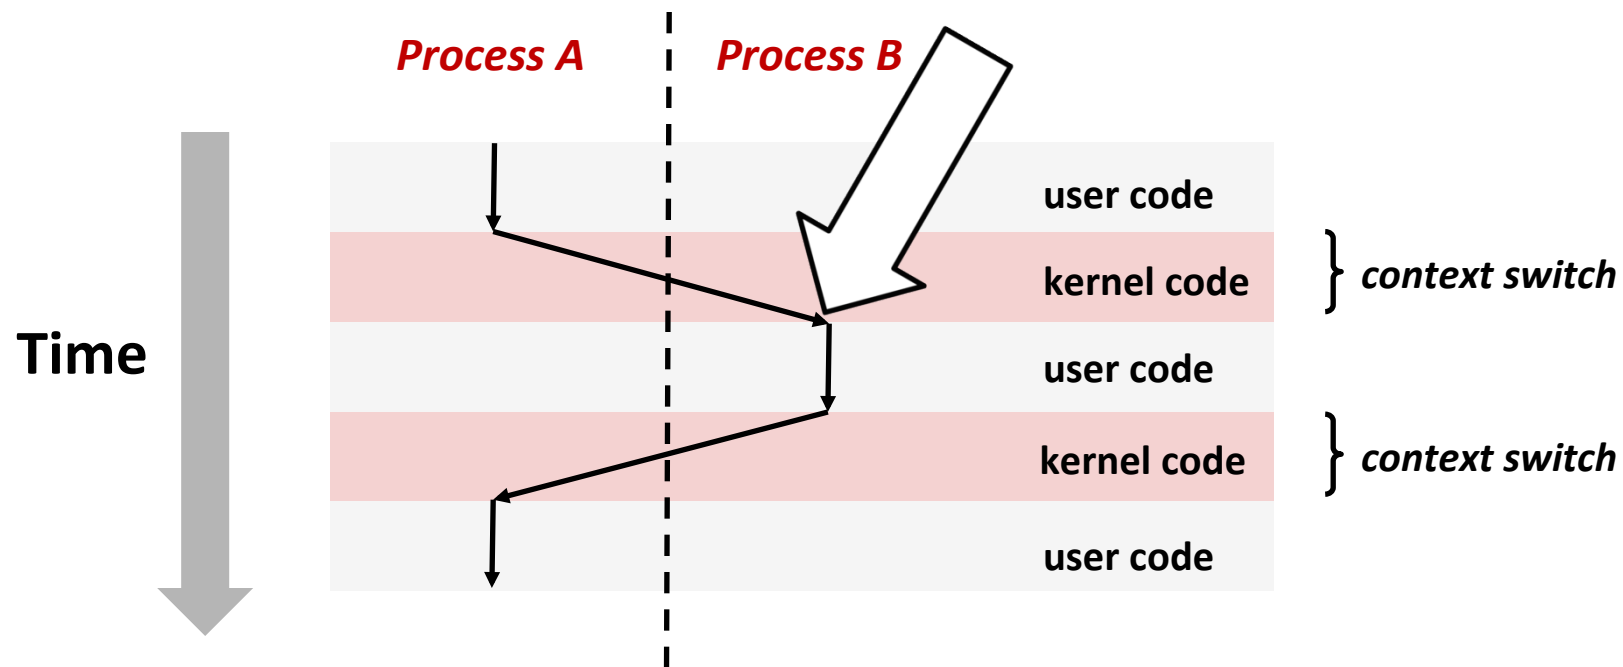 Process A
Process B
user code
kernel code
context switch
Time
user code
kernel code
context switch
user code